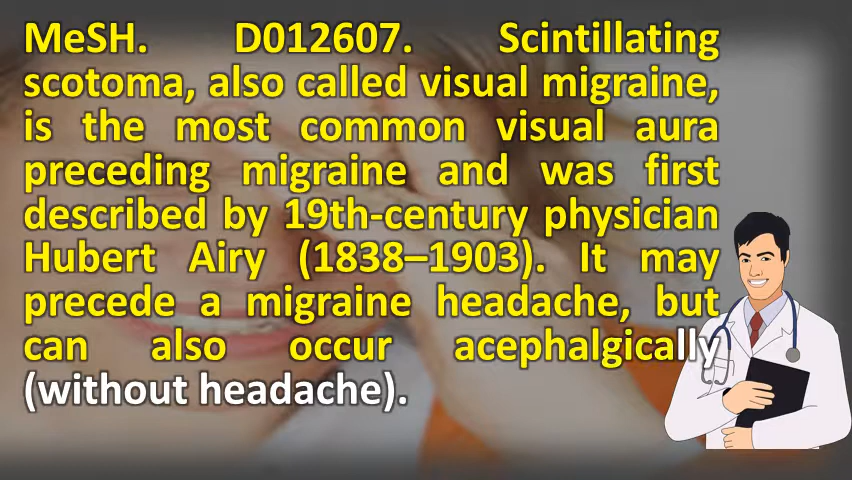 MeSH. D012607. Scintillating
scotoma, also called visual migraine,
is the most common visual aura
preceding migraine and was first
described by 19th-century physician
Hubert Airy (1838–1903). It may
precede a migraine headache, but
can also occur acephalgically
(without headache).